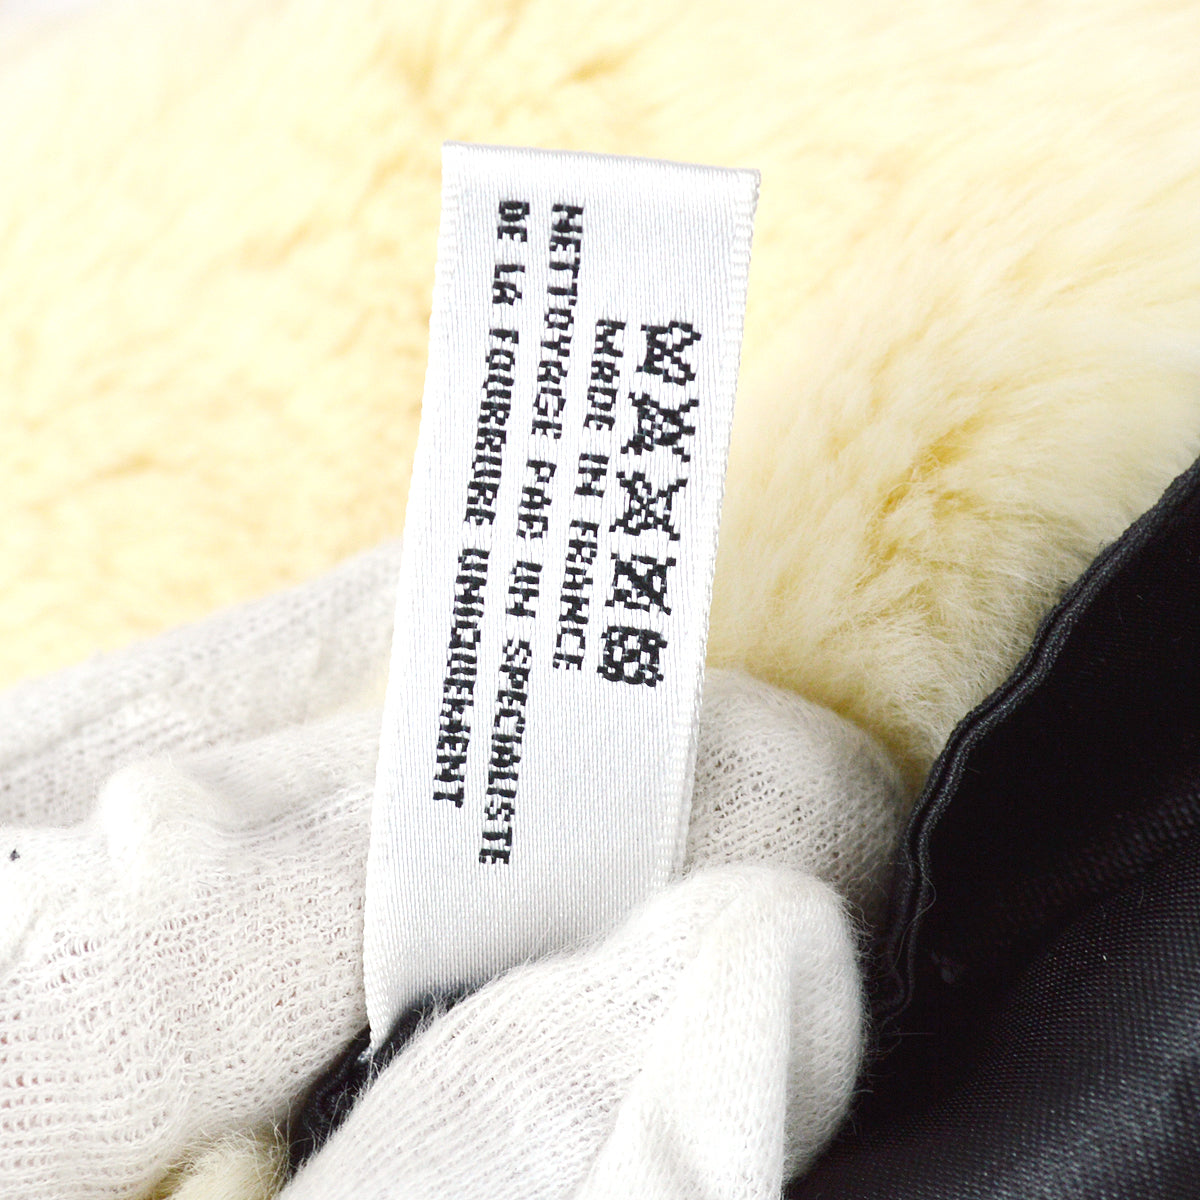 MADE IN FRANCE
NETTOYAGE PAR UN SPECIALISTE
DE LA FOURRURE UNIQUEMENT